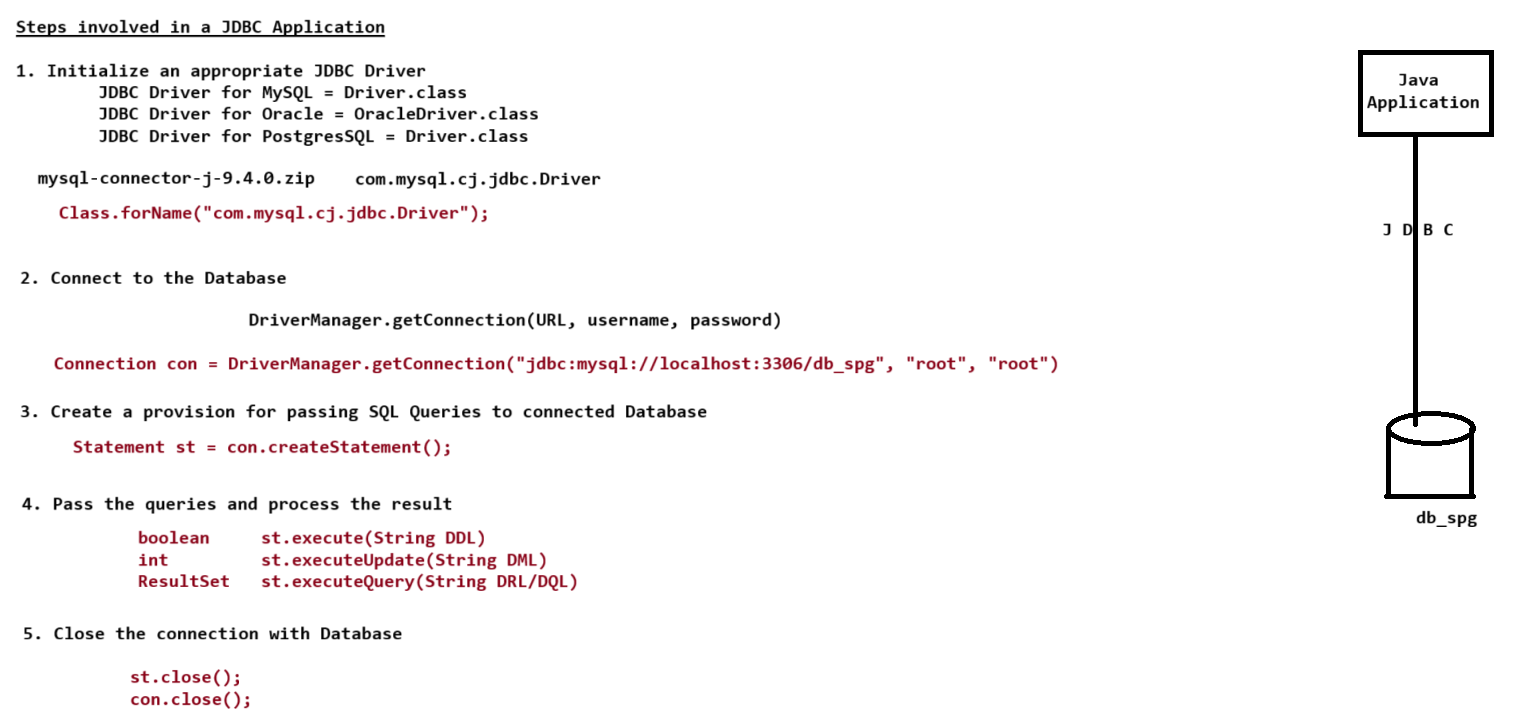 Steps involved in a JDBC Application
1. Initialize an appropriate JDBC Driver
JDBC Driver for MySQL = Driver.class
JDBC Driver for Oracle = OracleDriver.class
JDBC Driver for PostgresSQL = Driver.class
mysql-connector-j-9.4.0.zip com.mysql.cj.jdbc.Driver
Class.forName("com.mysql.cj.jdbc.Driver");
2. Connect to the Database
DriverManager.getConnection(URL, username, password)
Connection con = DriverManager.getConnection("jdbc:mysql://localhost:3306/db_spg", "root", "root")
3. Create a provision for passing SQL Queries to connected Database
Statement st = con.createStatement();
4. Pass the queries and process the result
boolean st.execute(String DDL)
int st.executeUpdate(String DML)
ResultSet st.executeQuery(String DRL/DQL)
5. Close the connection with Database
st.close();
con.close();
Java
Application
J D B C
db_spg